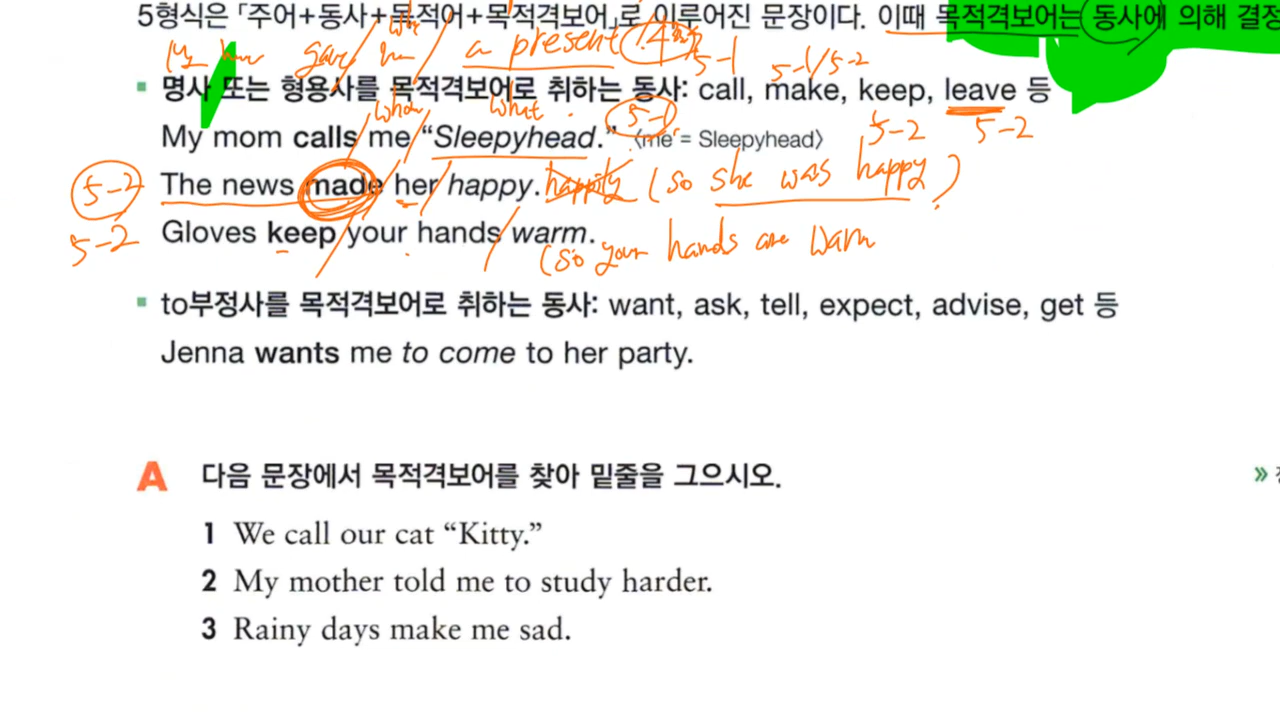 5형식은 「주어+동사+목적어+목적격보어」로 이루어진 문장이다. 이때 목적격보어는 동사에 의해 결정
gave a present
5-1 5-1/5-2
▪ 명사 또는 형용사를 목적격보어로 취하는 동사: call, make, keep, leave 등
whom what 5-1 5-2 5-2
My mom calls me “Sleepyhead.” 〈me = Sleepyhead〉
5-2 The news made her happy. happily (so she was happy)
5-2 Gloves keep your hands warm. (so your hands are warm
▪ to부정사를 목적격보어로 취하는 동사: want, ask, tell, expect, advise, get 등
Jenna wants me to come to her party.
A 다음 문장에서 목적격보어를 찾아 밑줄을 그으시오. »
1 We call our cat “Kitty.”
2 My mother told me to study harder.
3 Rainy days make me sad.